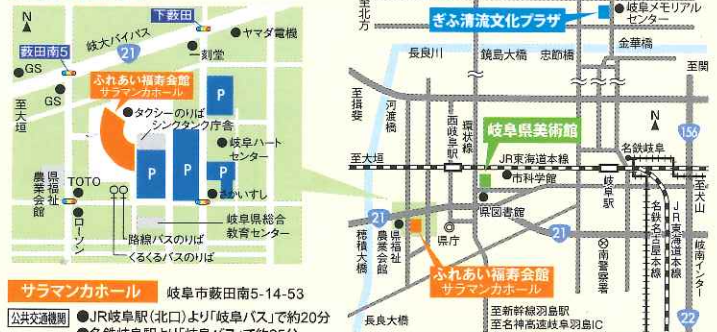 N
下藪田
岐大バイパス
21
ヤマダ電機
藪田南5
一刻堂
GS
ふれあい福寿会館
サラマンカホール
GS
至大垣
タクシーのりば
シンクタンク庁舎
P
P
P
P
岐阜ハート
センター
県福祉
農業会館
TOTO
さかいすし
ローソン
岐阜県総合
教育センター
路線バスのりば
くるくるバスのりば
サラマンカホール
岐阜市藪田南5-14-53
公共交通機関
●JR岐阜駅(北口)より「岐阜バス」で約20分
至北方
ぎふ清流文化プラザ
岐阜メモリアル
センター
金華橋
長良川
鏡島大橋
忠節橋
至関
至揖斐
河渡橋
西岐阜駅
環状線
岐阜県美術館
N
156
名鉄岐阜
至大垣
JR東海道本線
市科学館
岐阜駅
至犬山
県図書館
21
県福祉
農業会館
県庁
21
穂積大橋
ふれあい福寿会館
サラマンカホール
南警察署
名鉄名古屋本線
JR東海道本線
岐南インター
至新幹線羽島駅
至名神高速岐阜羽島IC
長良大橋
22